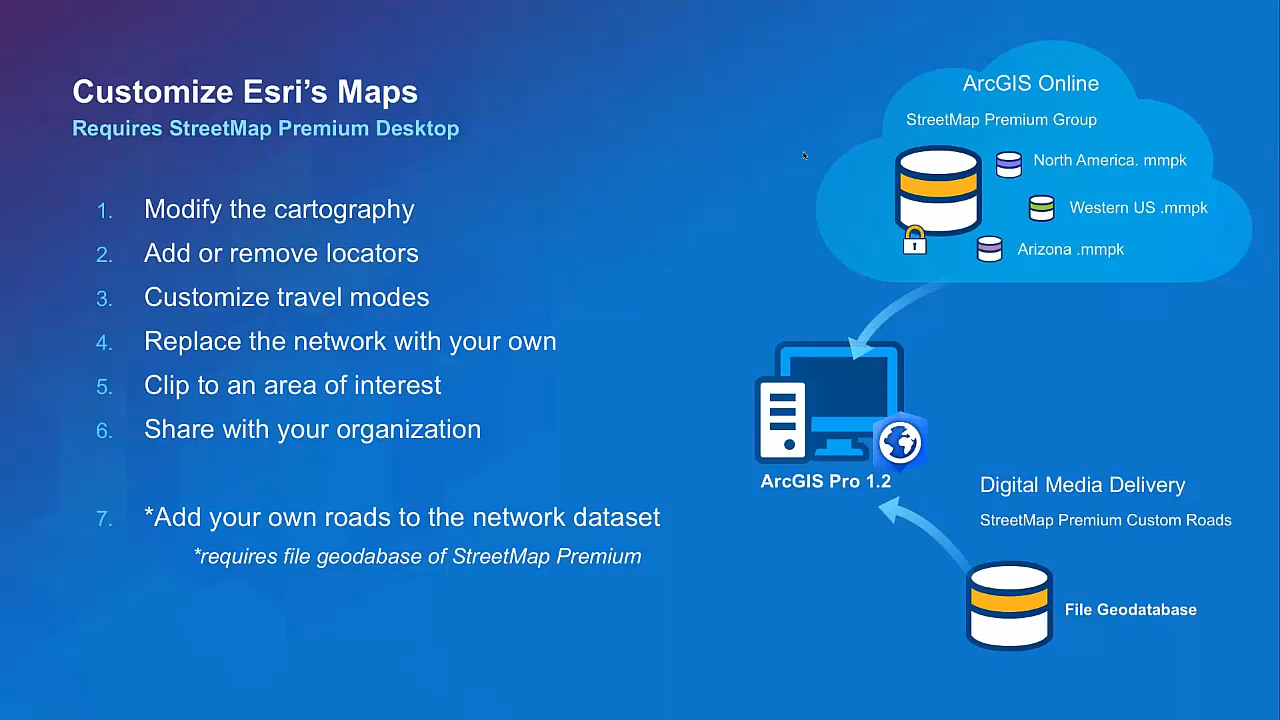 Customize Esri's Maps
Requires StreetMap Premium Desktop
1. Modify the cartography
2. Add or remove locators
3. Customize travel modes
4. Replace the network with your own
5. Clip to an area of interest
6. Share with your organization
7. *Add your own roads to the network dataset
*requires file geodatabase of StreetMap Premium
ArcGIS Online
StreetMap Premium Group
North America. mmpk
Western US .mmpk
Arizona .mmpk
ArcGIS Pro 1.2
Digital Media Delivery
StreetMap Premium Custom Roads
File Geodatabase